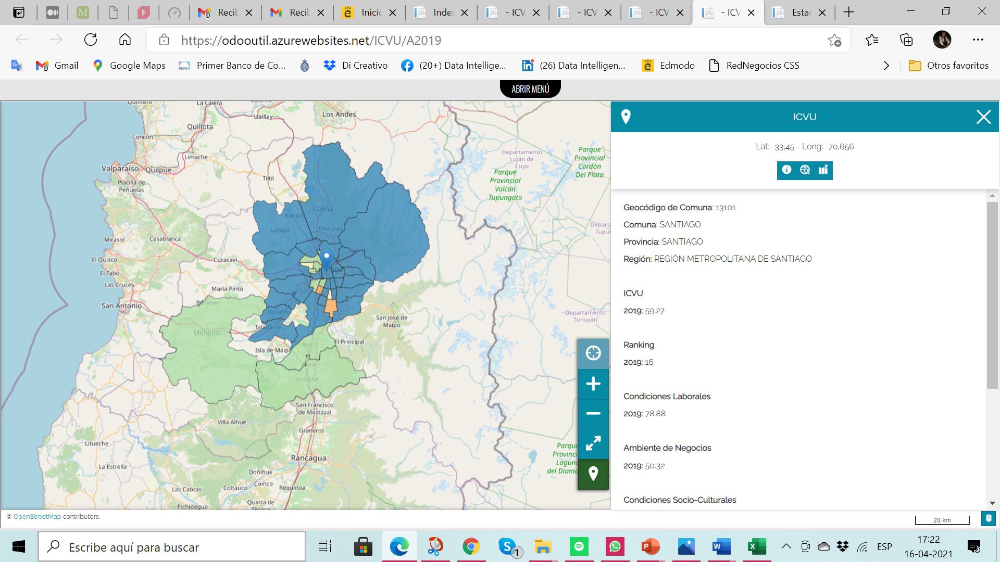 Recib
Recib
Inicio
Index
- ICV
- ICV
- ICV
- ICV
Estad
https://odooutil.azurewebsites.net/ICVU/A2019
Gmail
Google Maps
Primer Banco de Co...
Di Creativo
(20+) Data Intellige...
(26) Data Intelligen...
Edmodo
RedNegocios CSS
Otros favoritos
ABRIR MENÚ
Quintero
La Calera
Llaillay
Los Andes
Quillota
Concón
Limache
Valparaíso
Quilpué
Placilla de
Peñuelas
Tiltil
Departamento
Luján de
Cuyo
Parque
Provincial
Cordón
Del Plata
Parque
Provincial
Volcán
Tupungato
Colina
Batuco
Lampa
Chicureo
Mirasol
Casablanca
El Quisco
El Tabo
Curacaví
Las Cruces
María Pinto
San Antonio
Bollenar
Peñaflor
Talagante
San José de
Maipo
Departamento
Tunuyán
Melipilla
Buin
El Principal
Isla de Maipo
Paine
Hospital
San Francisco
de Mostazal
Villa Alhué
Graneros
Litueche
Rancagua
La Estrella
Doñihue
Coinco
Las Cabras
Coltauco
Requinoa
Pichidegua
Quinta de
Tilcoco
ICVU
Lat: -33,45 - Long: -70,656
Geocódigo de Comuna: 13101
Comuna: SANTIAGO
Provincia: SANTIAGO
Región: REGIÓN METROPOLITANA DE SANTIAGO
ICVU
2019: 59.27
Ranking
2019: 16
Condiciones Laborales
2019: 78.88
Ambiente de Negocios
2019: 50.32
Condiciones Socio-Culturales
© OpenStreetMap contributors.
20 km
Escribe aquí para buscar
1
ESP
17:22
16-04-2021